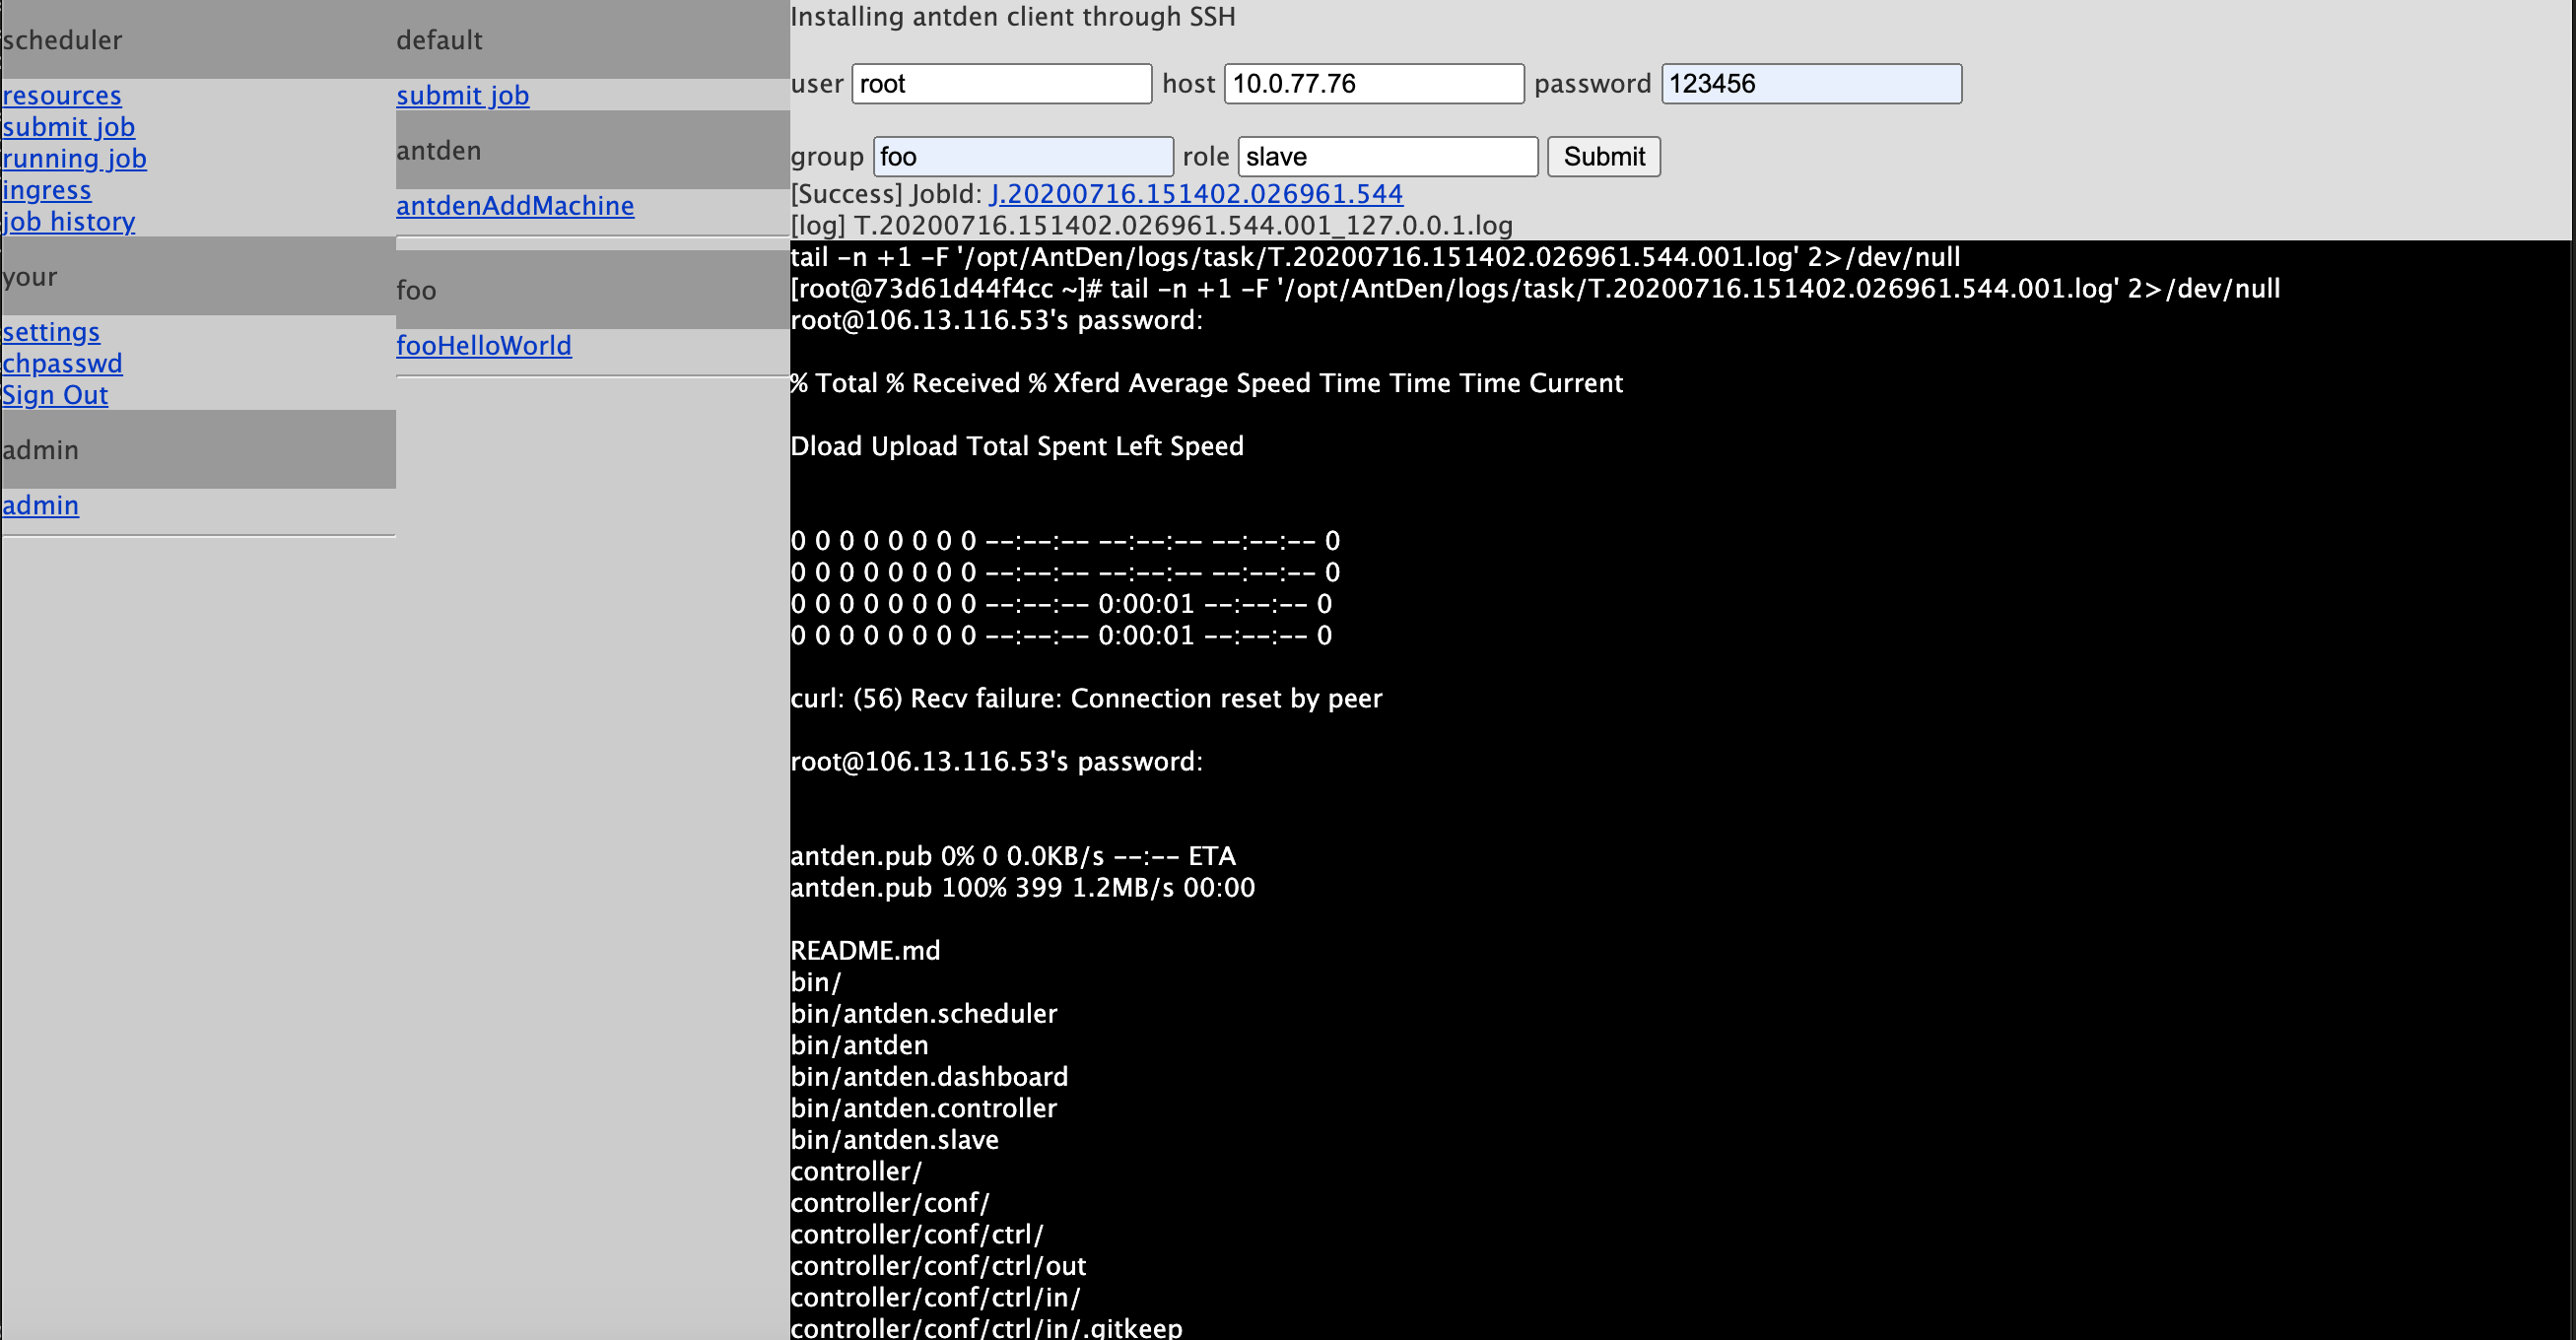 scheduler
resources
submit job
running job
ingress
job history
your
settings
chpasswd
Sign Out
admin
admin
default
submit job
antden
antdenAddMachine
foo
fooHelloWorld
Installing antden client through SSH
user root host 10.0.77.76 password 123456
group foo role slave Submit
[Success] JobId: J.20200716.151402.026961.544
[log] T.20200716.151402.026961.544.001_127.0.0.1.log
tail -n +1 -F '/opt/AntDen/logs/task/T.20200716.151402.026961.544.001.log' 2>/dev/null
[root@73d61d44f4cc ~]# tail -n +1 -F '/opt/AntDen/logs/task/T.20200716.151402.026961.544.001.log' 2>/dev/null
root@106.13.116.53's password:
% Total % Received % Xferd Average Speed Time Time Time Current
Dload Upload Total Spent Left Speed
0 0 0 0 0 0 0 0 --:--:-- --:--:-- --:--:-- 0
0 0 0 0 0 0 0 0 --:--:-- --:--:-- --:--:-- 0
0 0 0 0 0 0 0 0 --:--:-- 0:00:01 --:--:-- 0
0 0 0 0 0 0 0 0 --:--:-- 0:00:01 --:--:-- 0
curl: (56) Recv failure: Connection reset by peer
root@106.13.116.53's password:
antden.pub 0% 0 0.0KB/s --:-- ETA
antden.pub 100% 399 1.2MB/s 00:00
README.md
bin/
bin/antden.scheduler
bin/antden
bin/antden.dashboard
bin/antden.controller
bin/antden.slave
controller/
controller/conf/
controller/conf/ctrl/
controller/conf/ctrl/out
controller/conf/ctrl/in/
controller/conf/ctrl/in/.gitkeep